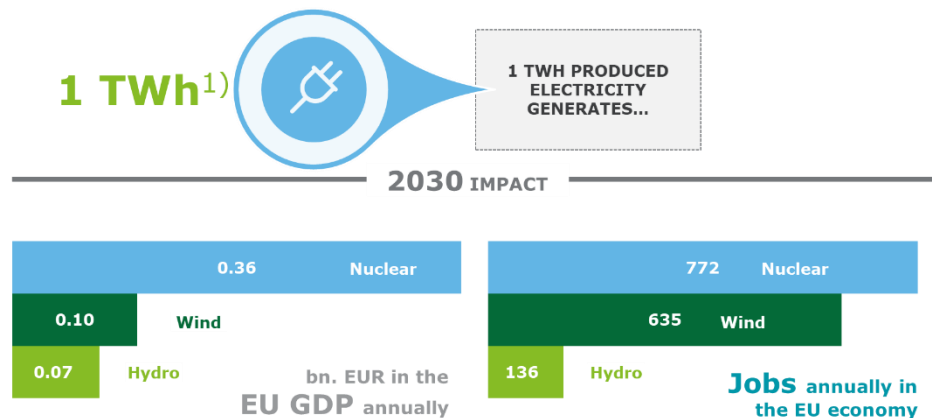 1 TWh1)
1 TWH PRODUCED
ELECTRICITY
GENERATES...
2030 IMPACT
0.36 Nuclear
0.10 Wind
0.07 Hydro
bn. EUR in the
EU GDP annually
772 Nuclear
635 Wind
136 Hydro
Jobs annually in
the EU economy